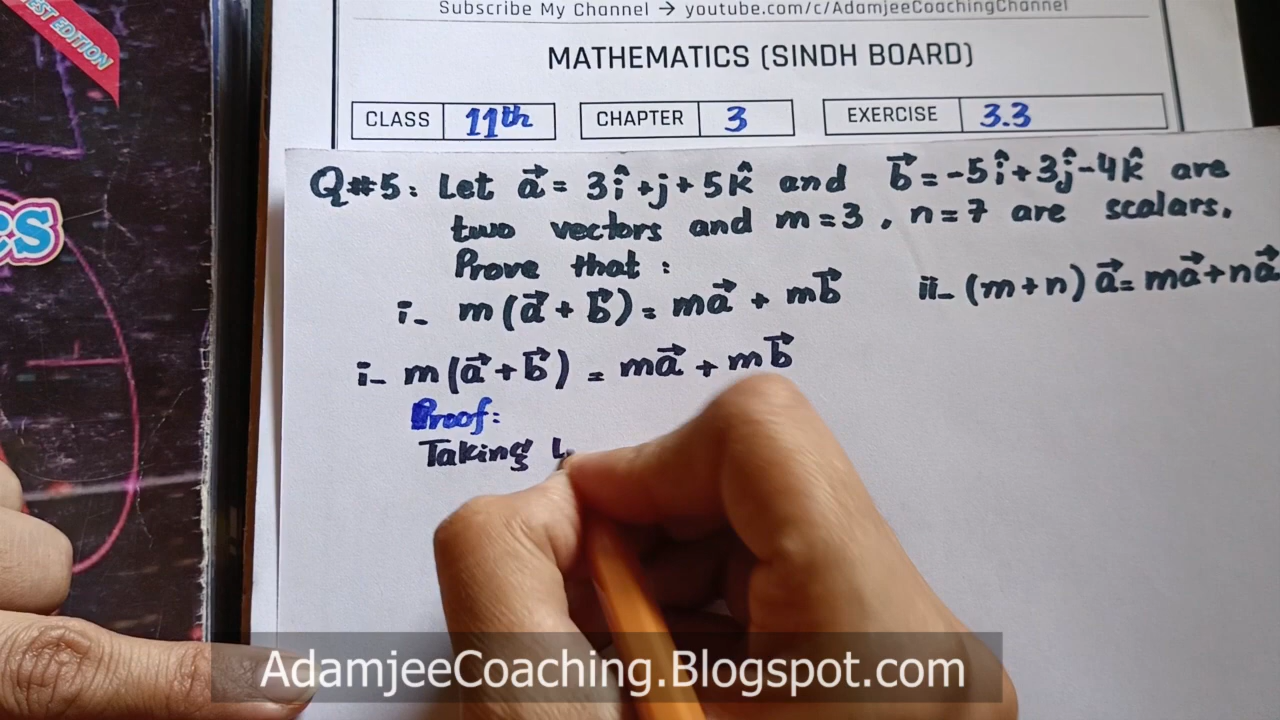 Subscribe My Channel → youtube.com/c/AdamjeeCoachingChannel
TEST EDITION
MATHEMATICS (SINDH BOARD)
CLASS 11th CHAPTER 3 EXERCISE 3.3
Q#5: Let a⃗ = 3î + j + 5k̂ and b⃗ = -5î + 3ĵ - 4k̂ are
two vectors and m = 3 , n = 7 are scalars.
Prove that :
i- m(a⃗ + b⃗) = ma⃗ + mb⃗ ii- (m+n) a⃗ = ma⃗ + na⃗
i- m(a⃗ + b⃗) = ma⃗ + mb⃗
Proof:
Taking L
AdamjeeCoaching.Blogspot.com